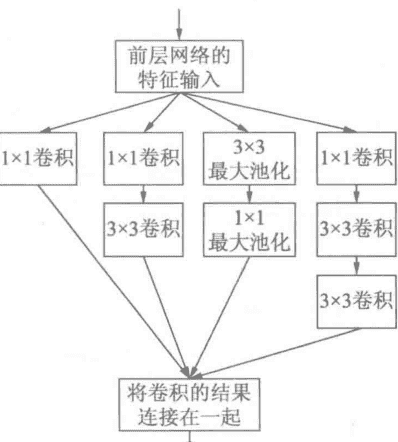 前层网络的
特征输入
1×1卷积
1×1卷积
3×3
最大池化
1×1卷积
3×3卷积
1×1
最大池化
3×3卷积
3×3卷积
将卷积的结果
连接在一起